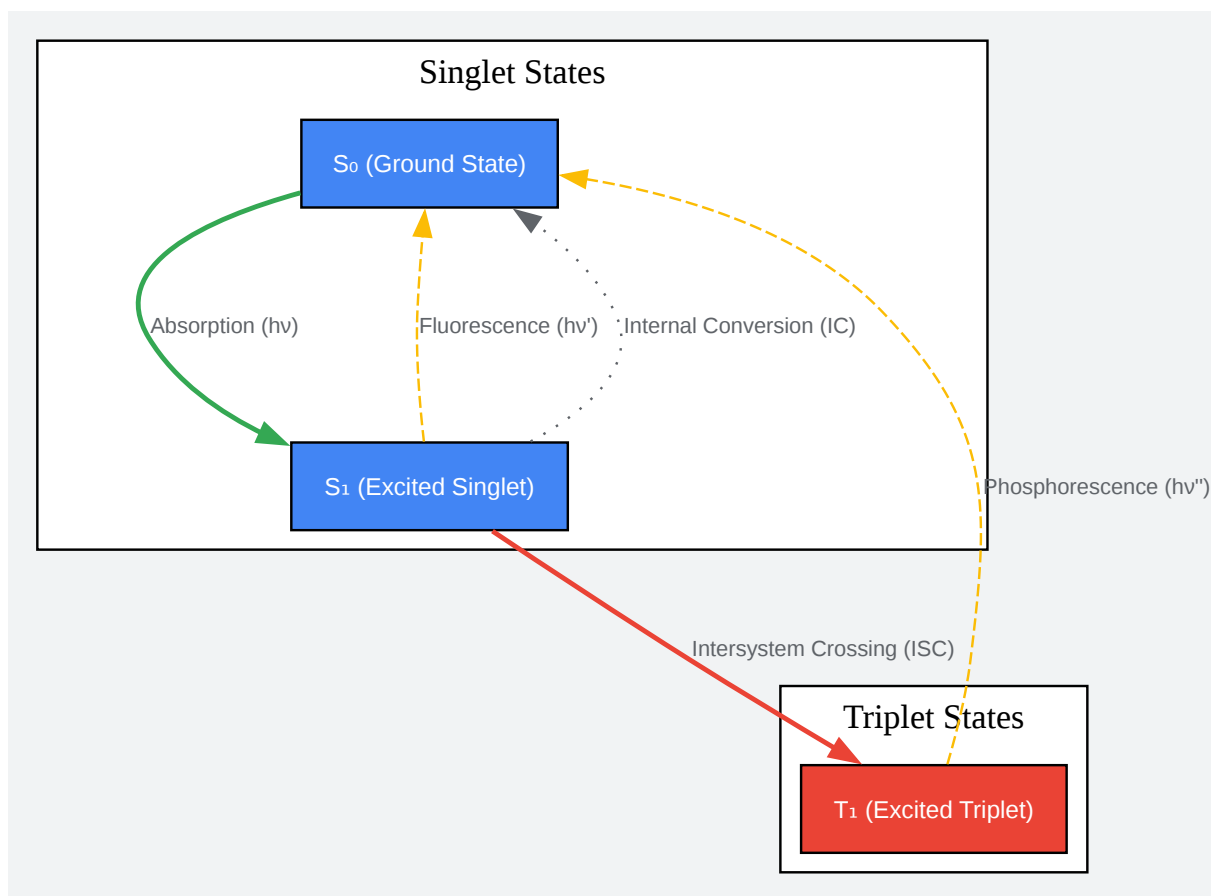 Singlet States
S₀ (Ground State)
Absorption (hν)
Fluorescence (hν')
Internal Conversion (IC)
S₁ (Excited Singlet)
Phosphorescence (hν")
Intersystem Crossing (ISC)
Triplet States
T₁ (Excited Triplet)